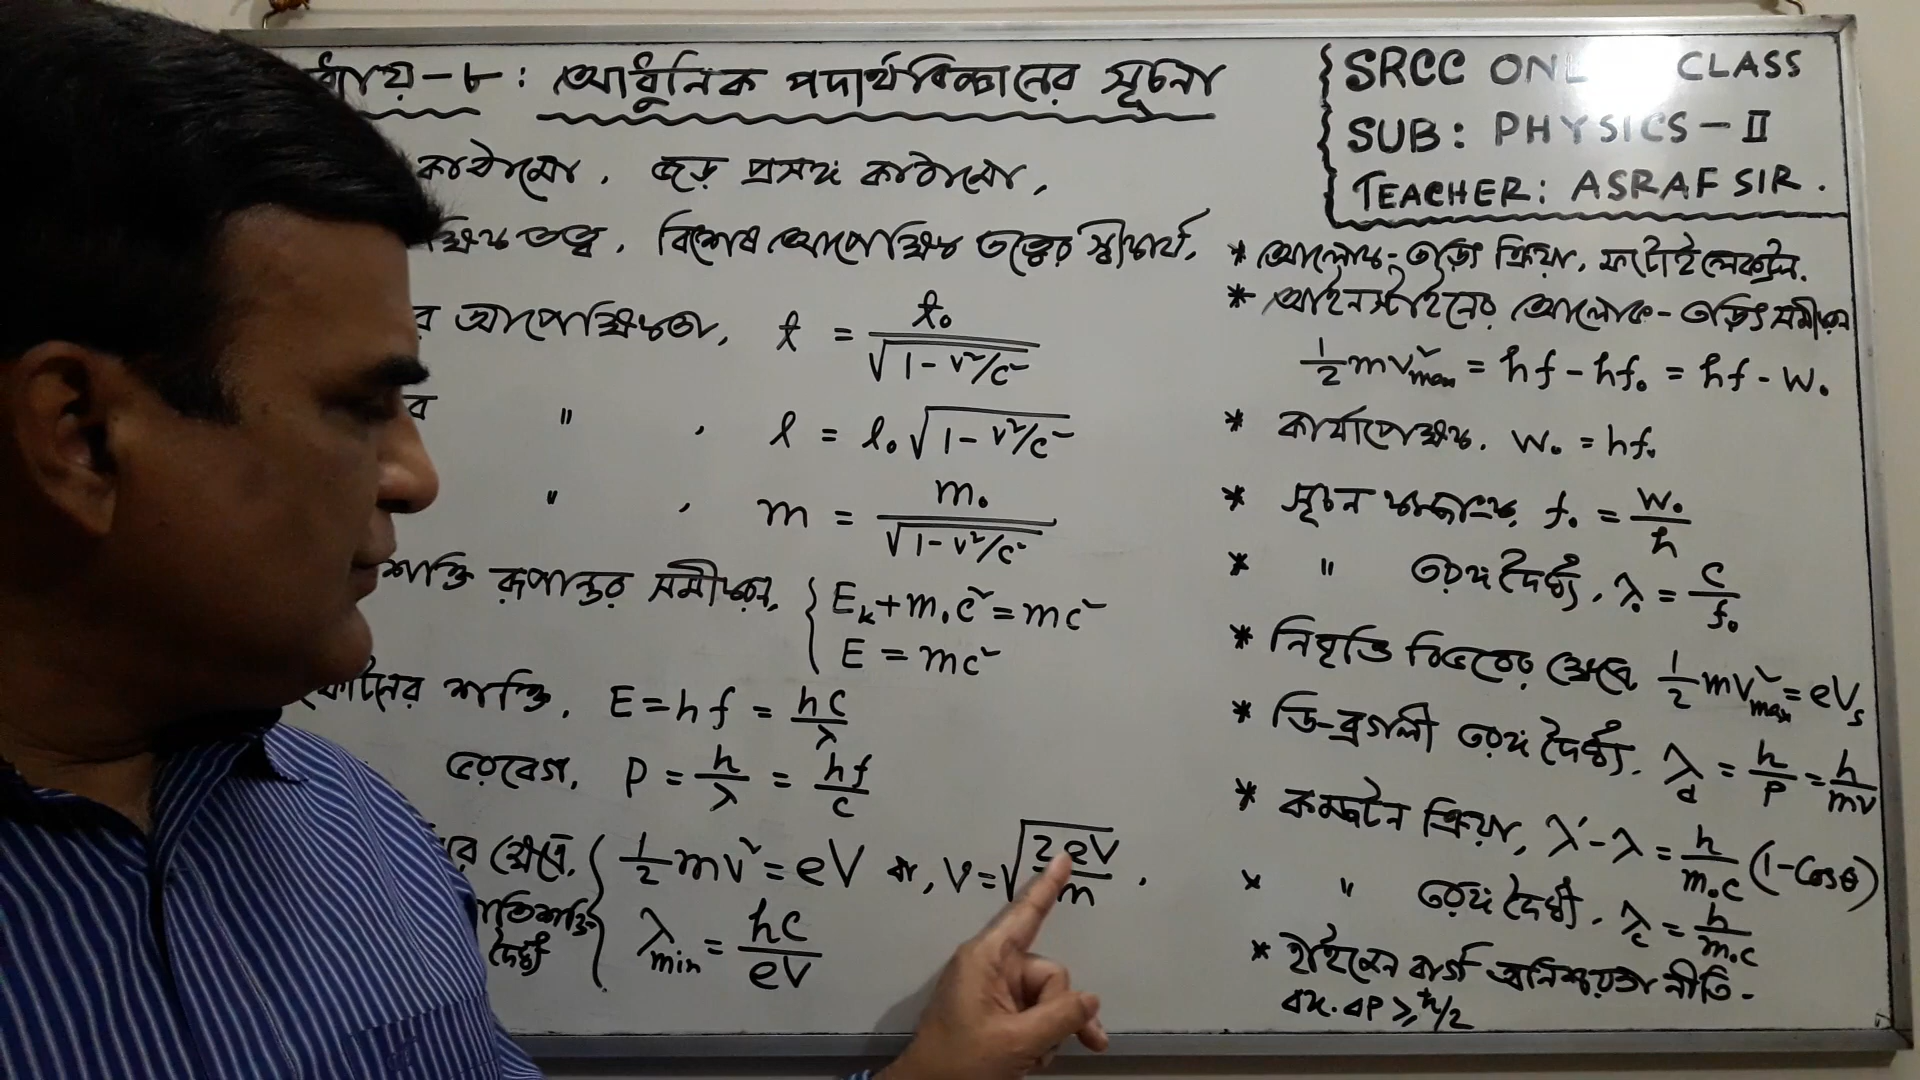 ধ্যায়-৮: আধুনিক পদার্থবিজ্ঞানের সূচনা
কাঠামো, জড় প্রসঙ্গ কাঠামো,
ক্ষিক তত্ত্ব, বিশেষ আপেক্ষিক তত্ত্বের স্বীকার্য,
র আপেক্ষিকতা, t = t₀/√(1-v²/c²)
র " , l = l₀√(1-v²/c²)
" , m = m₀/√(1-v²/c²)
শক্তি রূপান্তর সমীকরণ, { Eₖ+m₀c²=mc²
E = mc²
ফোটনের শক্তি, E=hf = hc/λ
ভরবেগ, P = h/λ = hf/c
রে ক্ষেত্রে, { ½mv²=eV বা, v=√(2eV/m) .
দৈর্ঘ্য λmin = hc/eV
SRCC ONL CLASS
SUB: PHYSICS-II
TEACHER: ASRAF SIR.
* আলোক-তড়িৎ ক্রিয়া, ফটোইলেকট্রন.
* আইনস্টাইনের আলোক-তড়িৎ সমীকরণ
½mv²max = hf - hf₀ = hf - W₀
* কার্যাপেক্ষক, W₀ = hf₀
* সূচন কম্পাংক, f₀ = W₀/h
* " তরঙ্গ দৈর্ঘ্য, λ₀ = c/f₀
* নিবৃত্তি বিভবের ক্ষেত্রে ½mv²max = eVₛ
* ডি-ব্রগলী তরঙ্গ দৈর্ঘ্য, λd = h/P = h/mv
* কম্পটন ক্রিয়া, λ'-λ = h/m₀c (1-Cosθ)
* " তরঙ্গ দৈর্ঘ্য, λc = h/m₀c
* হাইসেনবার্গ অনিশ্চয়তা নীতি-
Δx.ΔP ≥ ħ/2